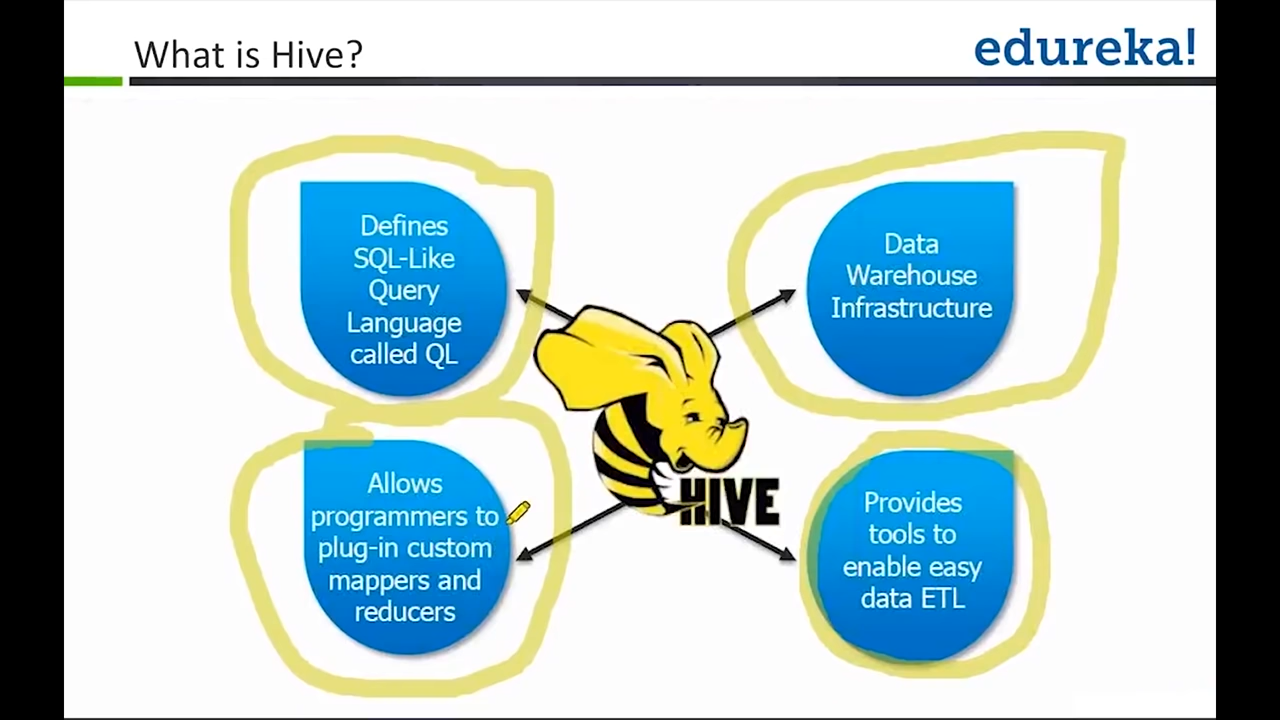 What is Hive?
edureka!
Defines
SQL-Like
Query
Language
called QL
Data
Warehouse
Infrastructure
HIVE
Allows
programmers to
plug-in custom
mappers and
reducers
Provides
tools to
enable easy
data ETL